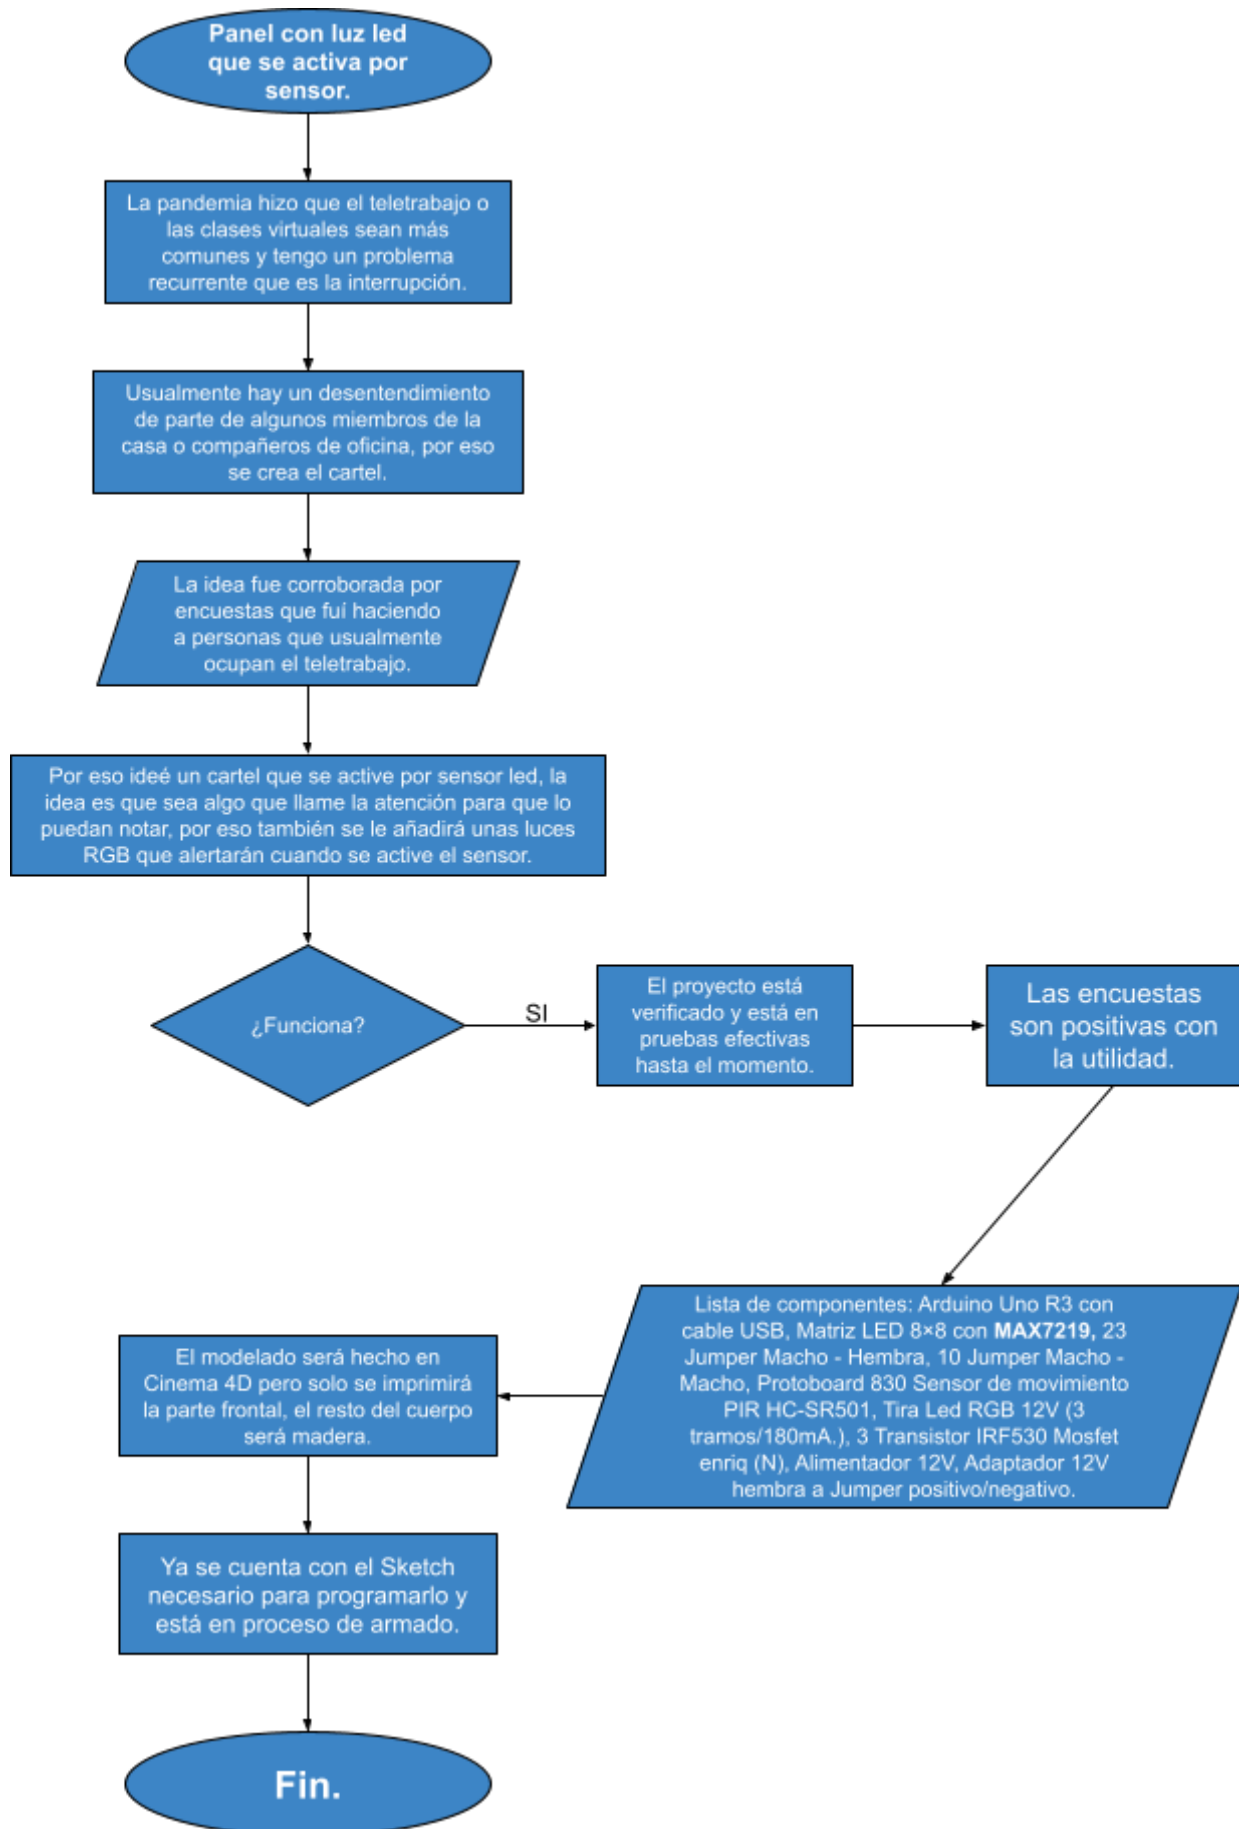 Panel con luz led
que se activa por
sensor.
La pandemia hizo que el teletrabajo o
las clases virtuales sean más
comunes y tengo un problema
recurrente que es la interrupción.
Usualmente hay un desentendimiento
de parte de algunos miembros de la
casa o compañeros de oficina, por eso
se crea el cartel.
La idea fue corroborada por
encuestas que fuí haciendo
a personas que usualmente
ocupan el teletrabajo.
Por eso ideé un cartel que se active por sensor led, la
idea es que sea algo que llame la atención para que lo
puedan notar, por eso también se le añadirá unas luces
RGB que alertarán cuando se active el sensor.
¿Funciona?
SI
El proyecto está
verificado y está en
pruebas efectivas
hasta el momento.
Las encuestas
son positivas con
la utilidad.
Lista de componentes: Arduino Uno R3 con
cable USB, Matriz LED 8×8 con MAX7219, 23
Jumper Macho - Hembra, 10 Jumper Macho -
Macho, Protoboard 830 Sensor de movimiento
PIR HC-SR501, Tira Led RGB 12V (3
tramos/180mA.), 3 Transistor IRF530 Mosfet
enriq (N), Alimentador 12V, Adaptador 12V
hembra a Jumper positivo/negativo.
El modelado será hecho en
Cinema 4D pero solo se imprimirá
la parte frontal, el resto del cuerpo
será madera.
Ya se cuenta con el Sketch
necesario para programarlo y
está en proceso de armado.
Fin.